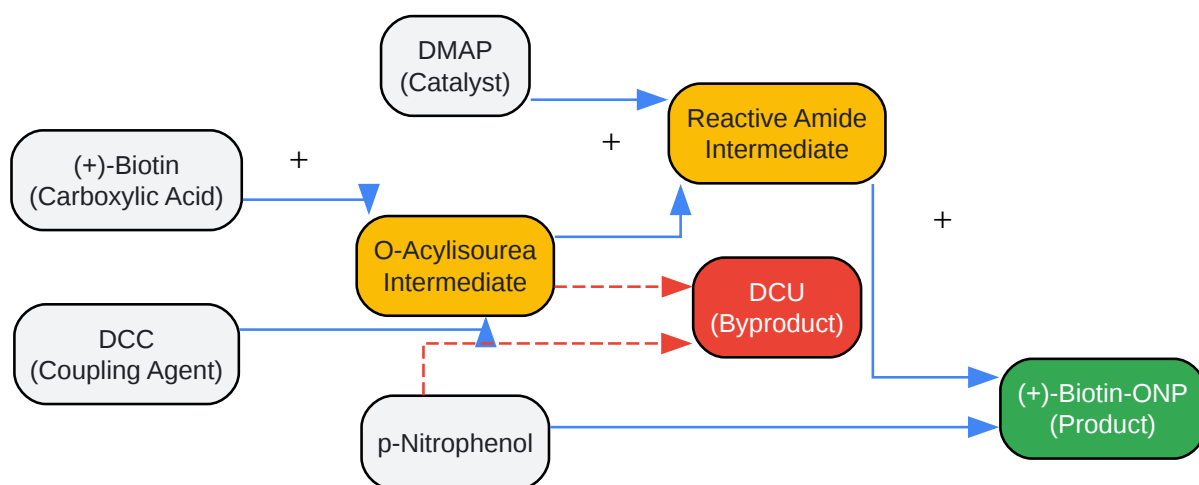 DMAP
(Catalyst)
Reactive Amide
Intermediate
+
+
(+)-Biotin
(Carboxylic Acid)
+
O-Acylisourea
Intermediate
DCU
(Byproduct)
DCC
(Coupling Agent)
(+)-Biotin-ONP
(Product)
p-Nitrophenol